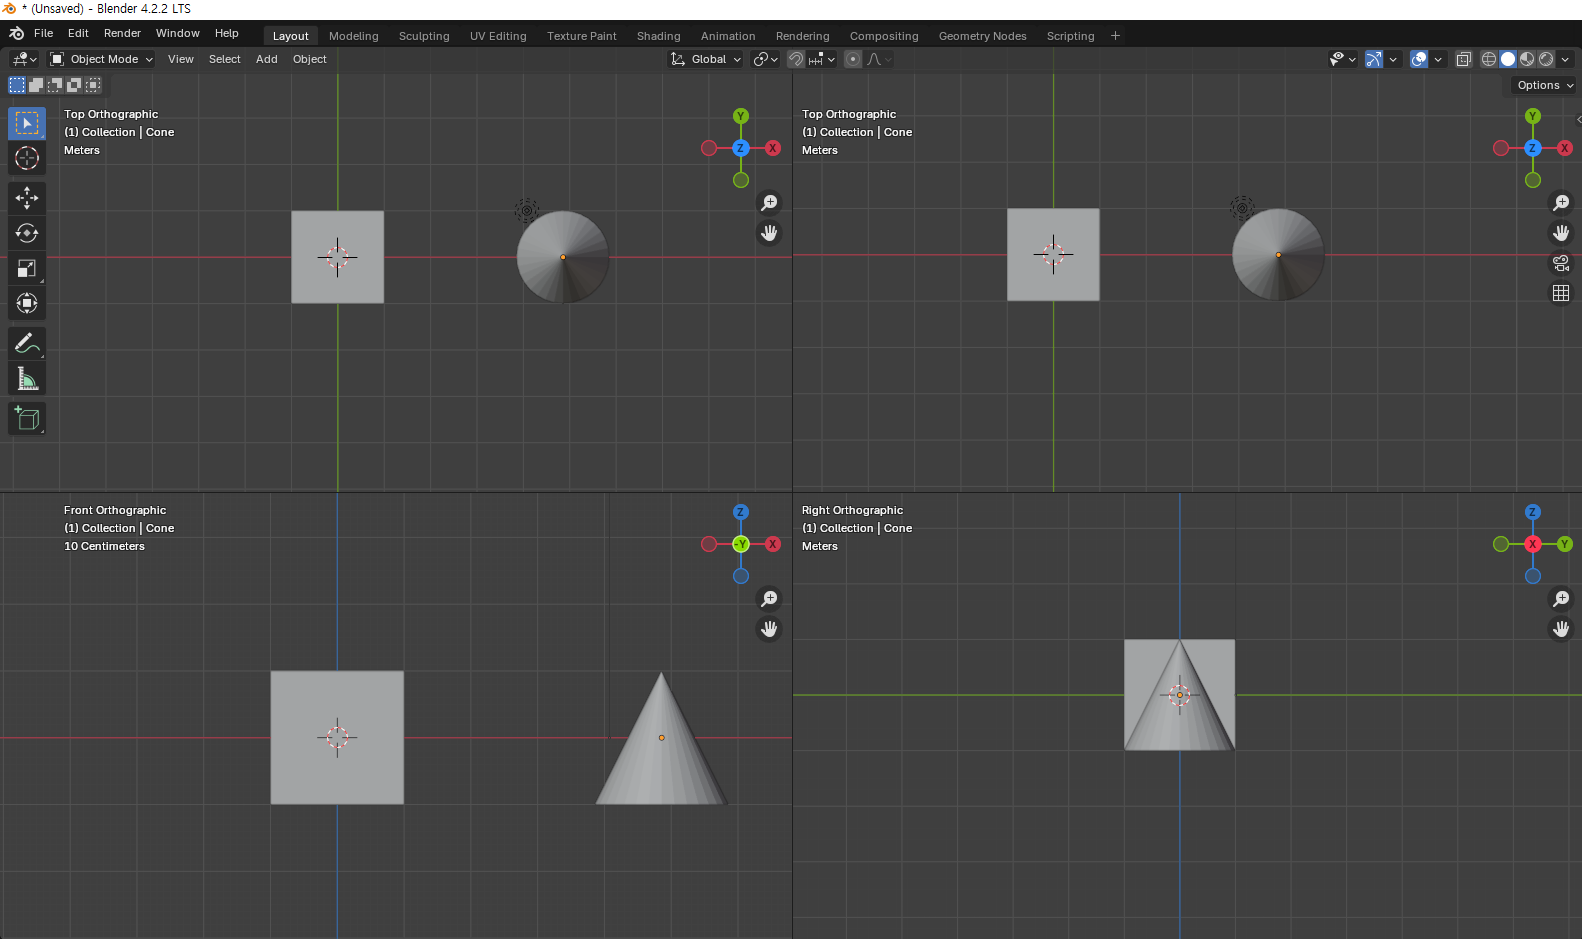 * (Unsaved) - Blender 4.2.2 LTS
File Edit Render Window Help Layout Modeling Sculpting UV Editing Texture Paint Shading Animation Rendering Compositing Geometry Nodes Scripting +
Object Mode View Select Add Object Global
Options
Top Orthographic
(1) Collection | Cone
Meters
Y
Z
X
Top Orthographic
(1) Collection | Cone
Meters
Y
Z
X
Front Orthographic
(1) Collection | Cone
10 Centimeters
Z
-Y
X
Right Orthographic
(1) Collection | Cone
Meters
Z
X
Y